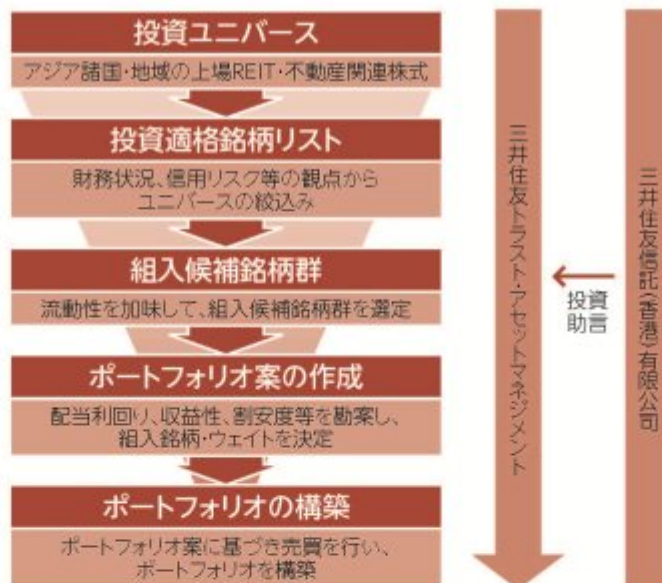 投資ユニバース
アジア諸国・地域の上場REIT・不動産関連株式
投資適格銘柄リスト
財務状況、信用リスク等の観点から
ユニバースの絞込み
組入候補銘柄群
流動性を加味して、組入候補銘柄群を選定
ポートフォリオ案の作成
配当利回り、収益性、割安度等を勘案し、
組入銘柄・ウェイトを決定
ポートフォリオの構築
ポートフォリオ案に基づき売買を行い、
ポートフォリオを構築
三井住友トラスト・アセットマネジメント
投資
助言
三井住友信託(香港)有限公司